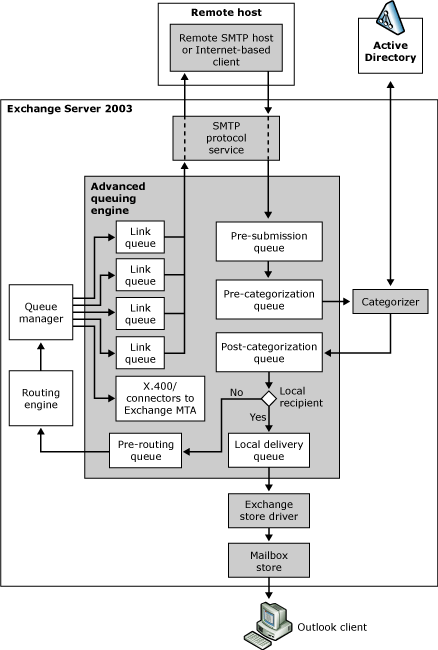 Remote host
Remote SMTP host
or Internet-based
client
Active
Directory
Exchange Server 2003
SMTP
protocol
service
Advanced
queuing
engine
Link
queue
Pre-submission
queue
Link
queue
Pre-categorization
queue
Categorizer
Queue
manager
Link
queue
Link
queue
Post-categorization
queue
Routing
engine
X.400/
connectors to
Exchange MTA
No
Local
recipient
Yes
Pre-routing
queue
Local delivery
queue
Exchange
store driver
Mailbox
store
Outlook client